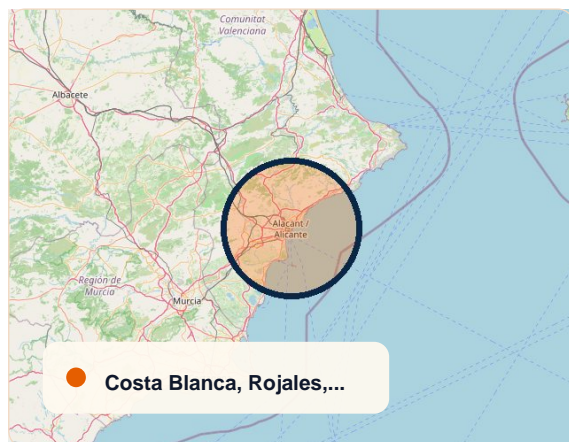 Comunitat
Valenciana
Albacete
Alacant /
Alicante
Región de
Murcia
Murcia
Costa Blanca, Rojales,...